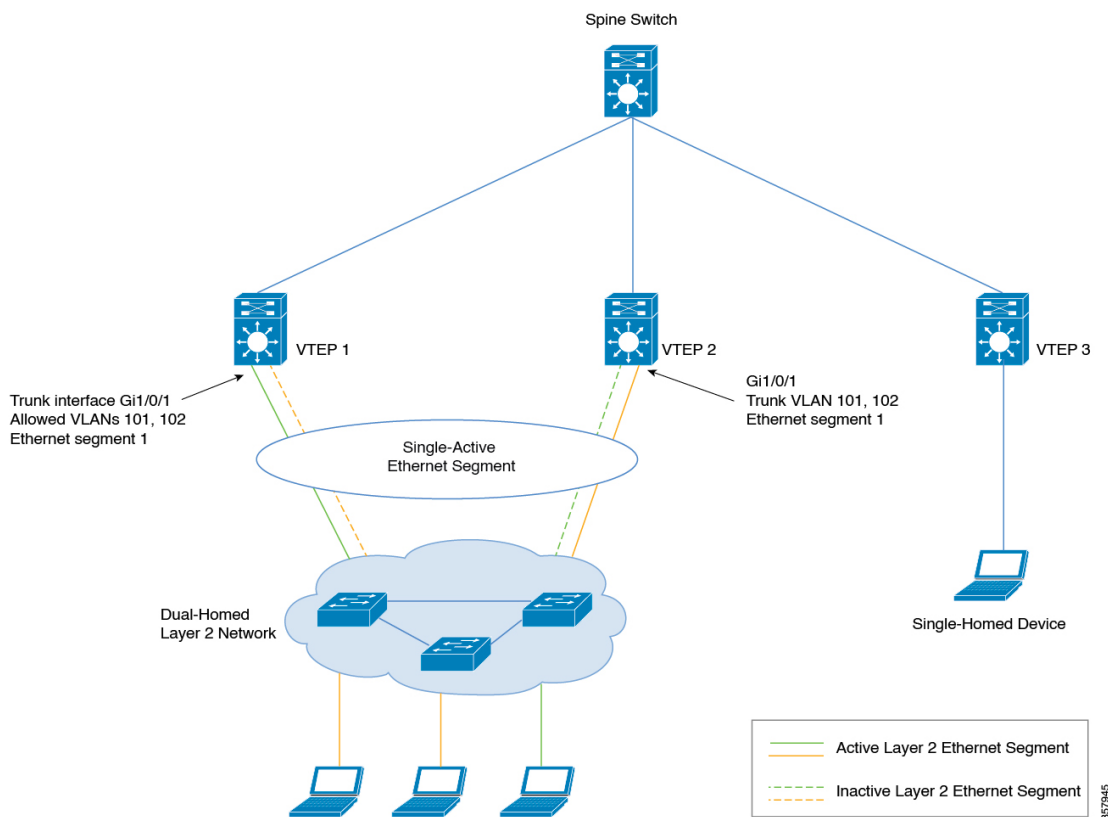 Spine Switch
VTEP 1
VTEP 2
VTEP 3
Trunk interface Gi1/0/1
Allowed VLANs 101, 102
Ethernet segment 1
Gi1/0/1
Trunk VLAN 101, 102
Ethernet segment 1
Single-Active
Ethernet Segment
Dual-Homed
Layer 2 Network
Single-Homed Device
Active Layer 2 Ethernet Segment
Inactive Layer 2 Ethernet Segment
357945